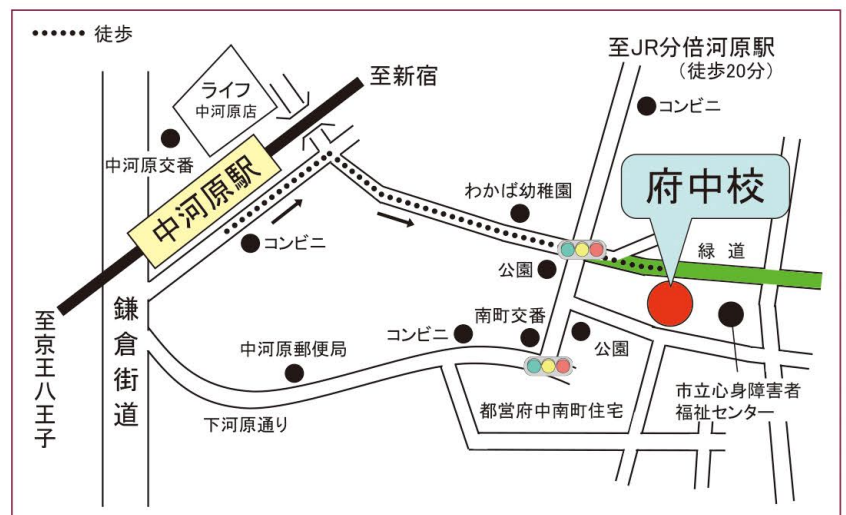 徒歩
ライフ
中河原店
至新宿
至JR分倍河原駅
（徒歩20分）
コンビニ
中河原交番
中河原駅
わかば幼稚園
府中校
緑道
コンビニ
公園
至京王八王子
鎌倉街道
中河原郵便局
コンビニ
南町交番
公園
下河原通り
都営府中南町住宅
市立心身障害者
福祉センター